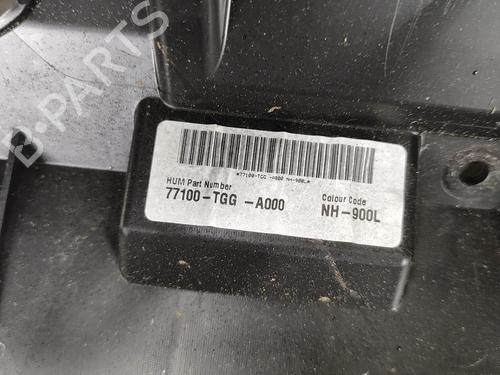 B-PARTS
*77100-TGG -A000 NH-900L*
HUM Part Number
77100-TGG -A000
Colour Code
NH-900L